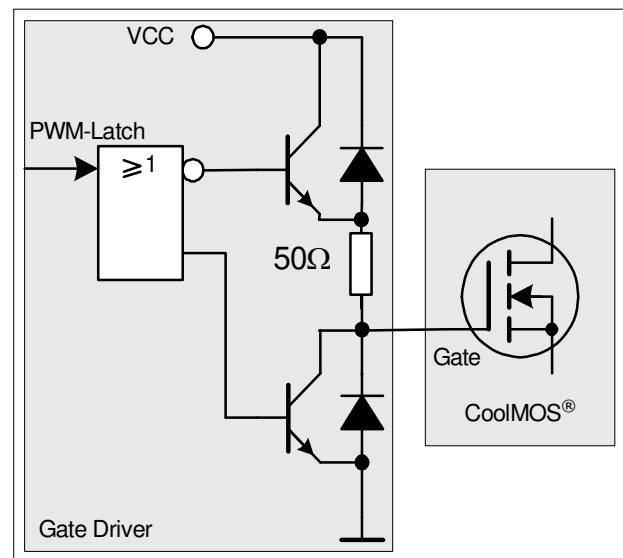 VCC
PWM-Latch
≥1
50Ω
Gate
CoolMOS®
Gate Driver